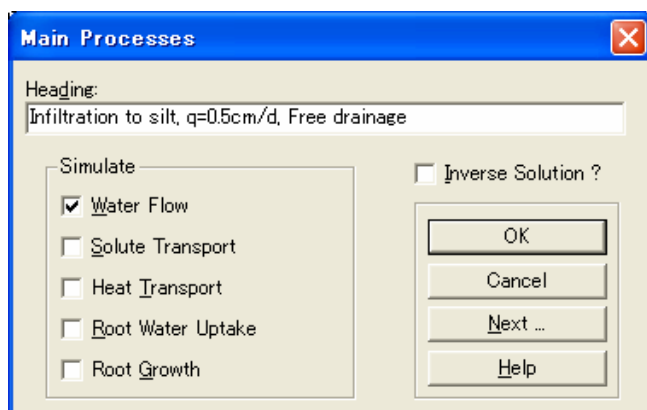 Main Processes
Heading:
Infiltration to silt, q=0.5cm/d, Free drainage
Simulate
Inverse Solution ?
Water Flow
Solute Transport
Heat Transport
Root Water Uptake
Root Growth
OK
Cancel
Next ...
Help